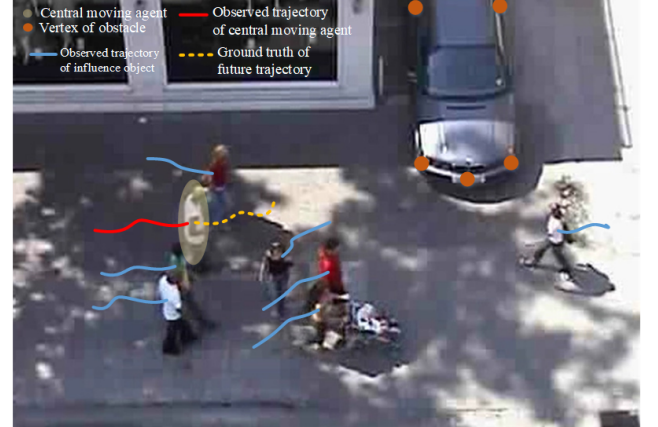 Central moving agent
Vertex of obstacle
Observed trajectory
of influence object
Observed trajectory
of central moving agent
Ground truth of
future trajectory